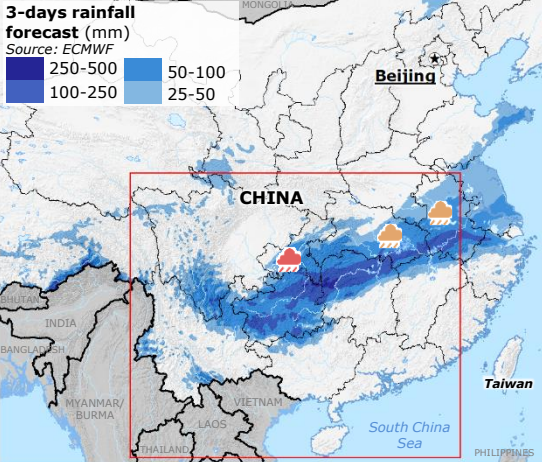 MONGOLIA
3-days rainfall
forecast (mm)
Source: ECMWF
250-500
50-100
100-250
25-50
Beijing
CHINA
BHUTAN
INDIA
BANGLADESH
MYANMAR/
BURMA
VIETNAM
LAOS
THAILAND
Taiwan
South China
Sea
PHILIPPINES